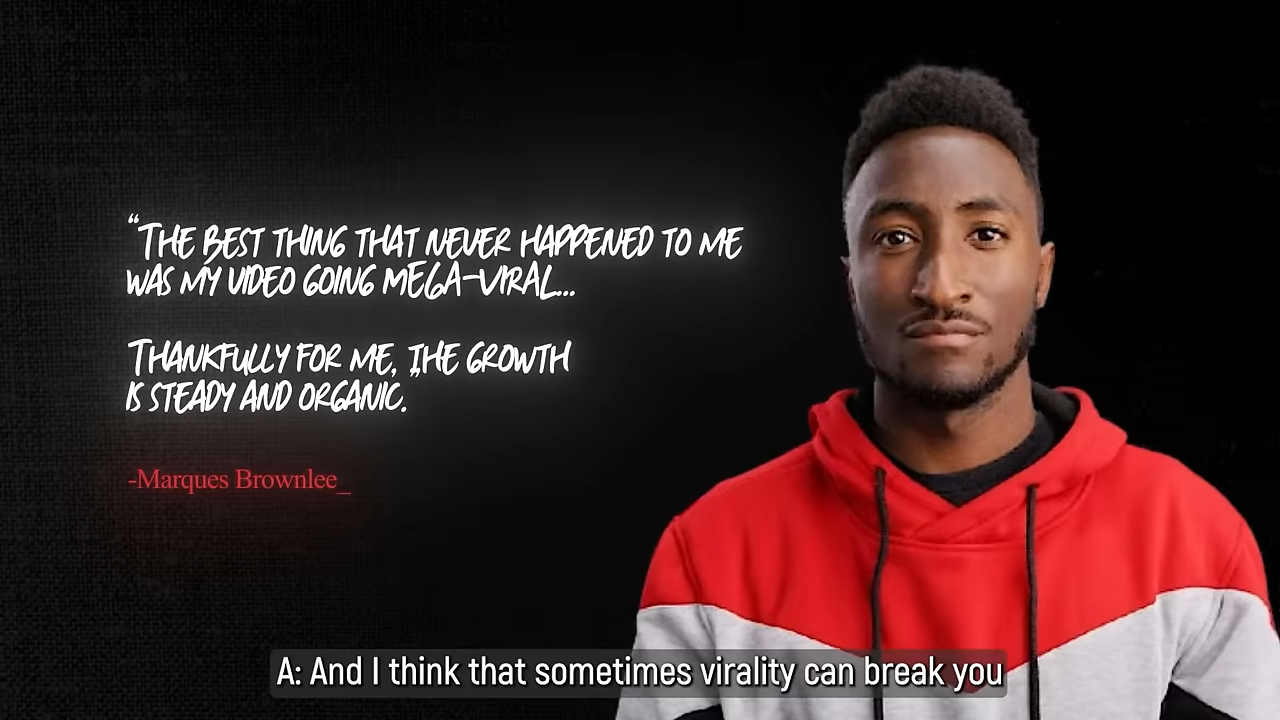 “THE BEST THING THAT NEVER HAPPENED TO ME
WAS MY VIDEO GOING MEGA-VIRAL...
THANKFULLY FOR ME, THE GROWTH
IS STEADY AND ORGANIC.”
-Marques Brownlee_
A: And I think that sometimes virality can break you